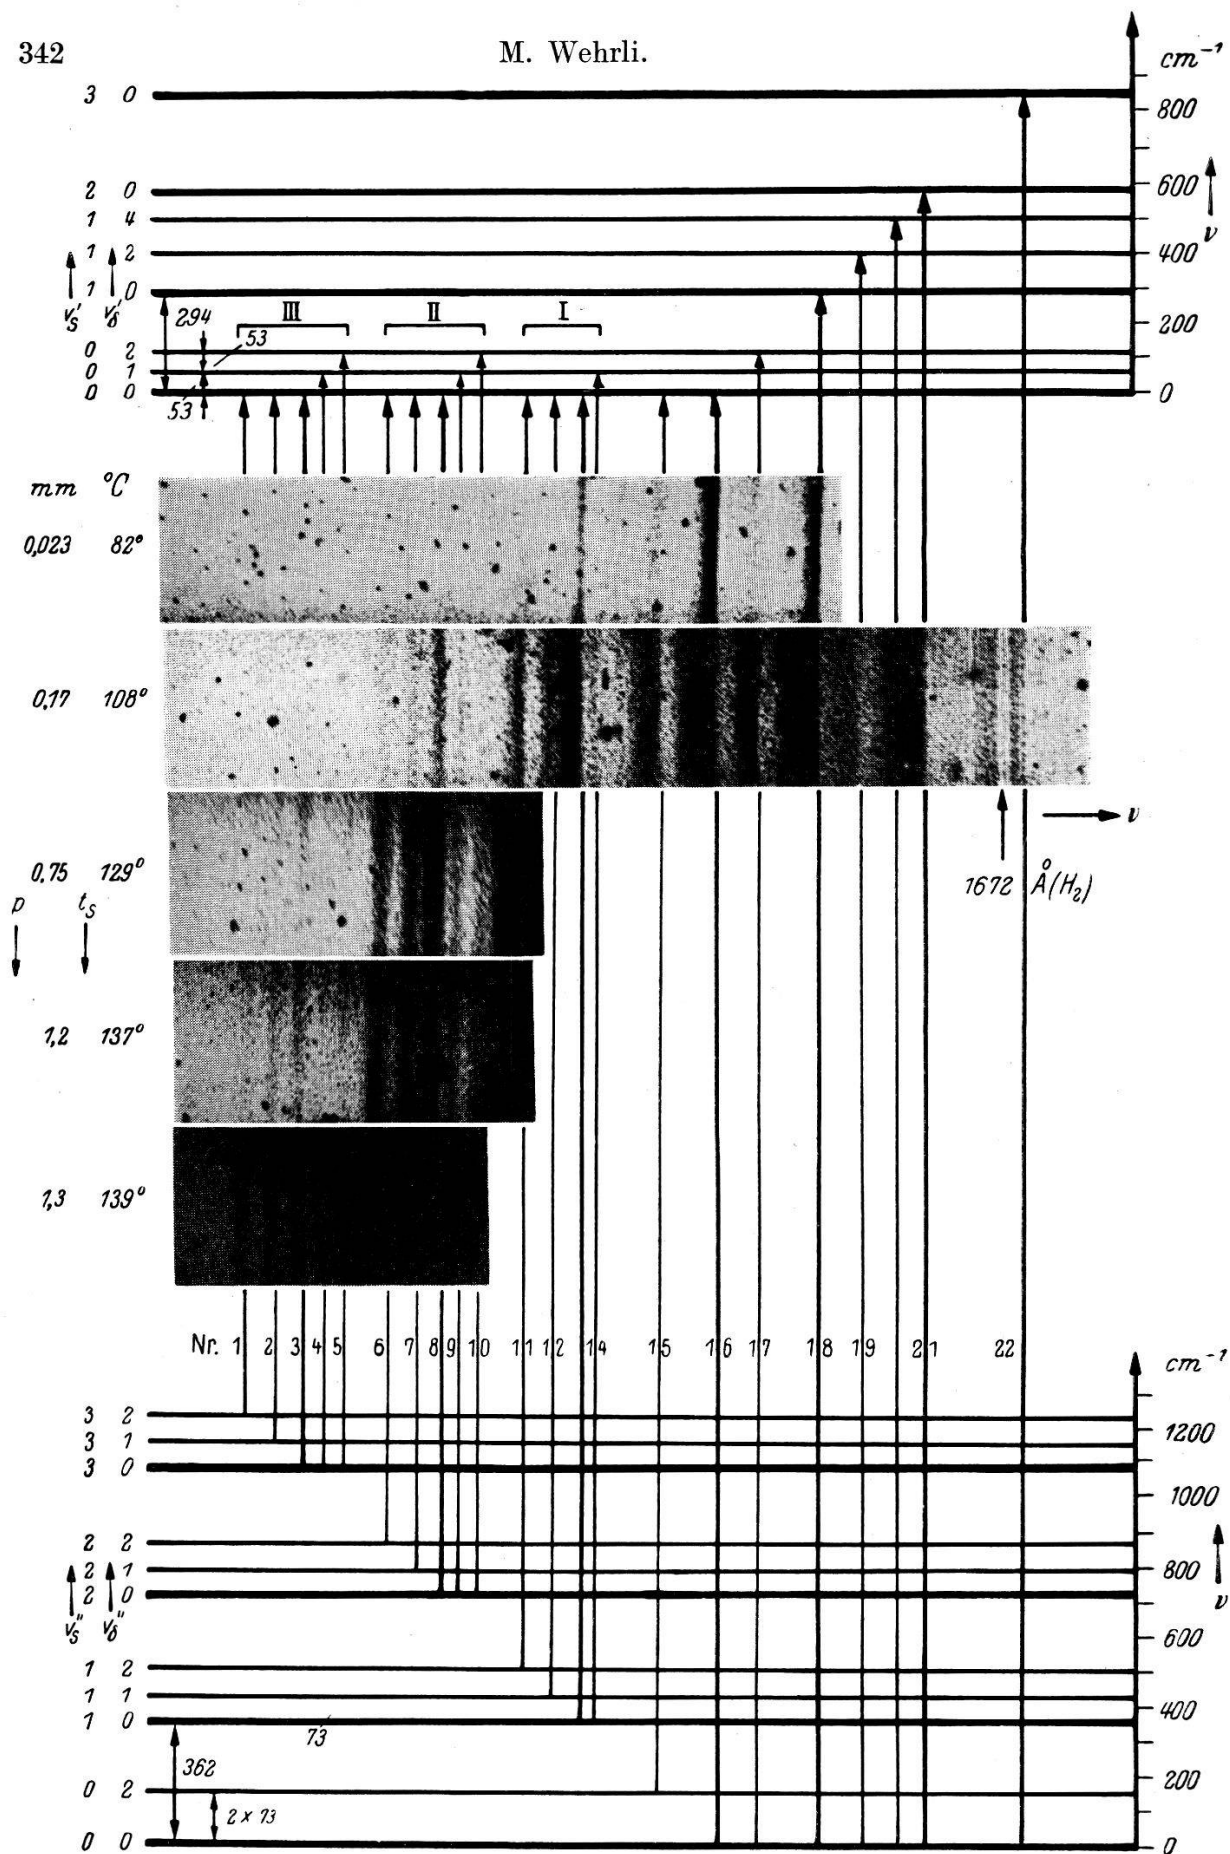 342
M. Wehrli.
cm⁻¹
3 0
800
2 0
600
1 4
ν
1 2
400
1 0
v's v'δ
294
III
II
I
200
53
0 2
0 1
0 0
0
53
mm °C
0,023 82°
0,17 108°
ν
0,75 129°
1672 Å(H₂)
p ts
1,2 137°
1,3 139°
Nr. 1 2 3 4 5 6 7 8 9 10 11 12 14 15 16 17 18 19 21 22
cm⁻¹
3 2
1200
3 1
3 0
1000
2 2
2 1
800
2 0
ν
v"s v"δ
600
1 2
1 1
400
1 0
73
362
0 2
200
2 × 73
0 0
0